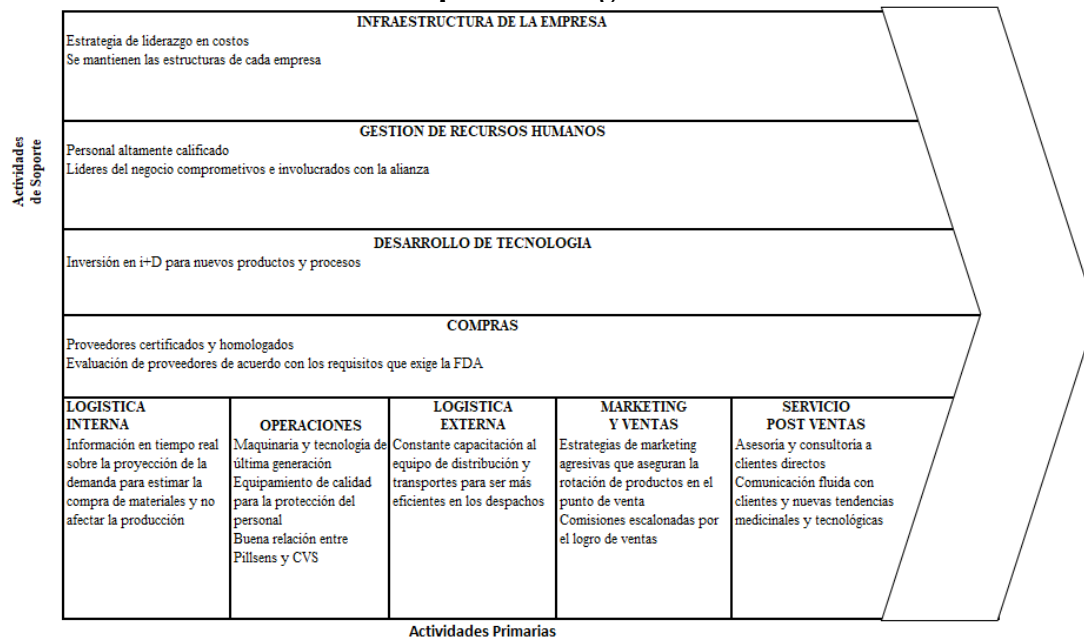 INFRAESTRUCTURA DE LA EMPRESA
Estrategia de liderazgo en costos
Se mantienen las estructuras de cada empresa
Actividades
de Soporte
GESTION DE RECURSOS HUMANOS
Personal altamente calificado
Lideres del negocio comprometivos e involucrados con la alianza
DESARROLLO DE TECNOLOGIA
Inversión en i+D para nuevos productos y procesos
COMPRAS
Proveedores certificados y homologados
Evaluación de proveedores de acuerdo con los requisitos que exige la FDA
LOGISTICA
INTERNA
Información en tiempo real
sobre la proyección de la
demanda para estimar la
compra de materiales y no
afectar la producción
OPERACIONES
Maquinaria y tecnología de
última generación
Equipamiento de calidad
para la protección del
personal
Buena relación entre
Pillsens y CVS
LOGISTICA
EXTERNA
Constante capacitación al
equipo de distribución y
transportes para ser más
eficientes en los despachos
MARKETING
Y VENTAS
Estrategias de marketing
agresivas que aseguran la
rotación de productos en el
punto de venta
Comisiones escalonadas por
el logro de ventas
SERVICIO
POST VENTAS
Asesoria y consultoria a
clientes directos
Comunicación fluida con
clientes y nuevas tendencias
medicinales y tecnológicas
Actividades Primarias